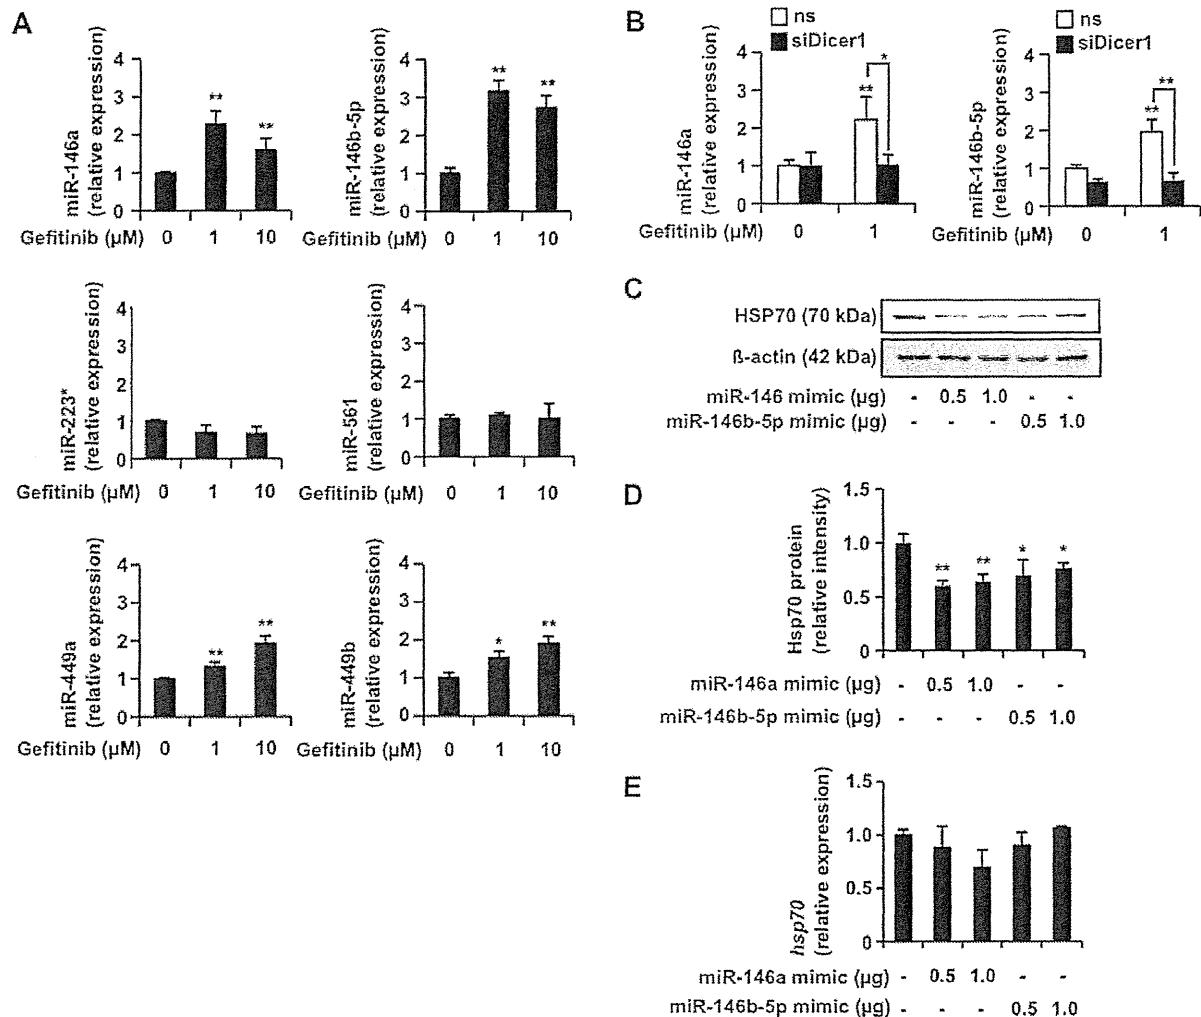 A
miR-146a
(relative expression)
4
3
2
1
0
**
**
Gefitinib (µM) 0 1 10
miR-146b-5p
(relative expression)
4
3
2
1
0
**
**
Gefitinib (µM) 0 1 10
miR-223*
(relative expression)
4
3
2
1
0
Gefitinib (µM) 0 1 10
miR-561
(relative expression)
4
3
2
1
0
Gefitinib (µM) 0 1 10
miR-449a
(relative expression)
4
3
2
1
0
**
**
Gefitinib (µM) 0 1 10
miR-449b
(relative expression)
4
3
2
1
0
*
**
Gefitinib (µM) 0 1 10
B
ns
siDicer1
miR-146a
(relative expression)
4
3
2
1
0
**
*
Gefitinib (µM) 0 1
ns
siDicer1
miR-146b-5p
(relative expression)
4
3
2
1
0
**
**
Gefitinib (µM) 0 1
C
HSP70 (70 kDa)
ß-actin (42 kDa)
miR-146 mimic (µg) - 0.5 1.0 - -
miR-146b-5p mimic (µg) - - - 0.5 1.0
D
Hsp70 protein
(relative intensity)
1.5
1.0
0.5
0
**
**
*
*
miR-146a mimic (µg) - 0.5 1.0 - -
miR-146b-5p mimic (µg) - - - 0.5 1.0
E
hsp70
(relative expression)
1.5
1.0
0.5
0
miR-146a mimic (µg) - 0.5 1.0 - -
miR-146b-5p mimic (µg) - - - 0.5 1.0